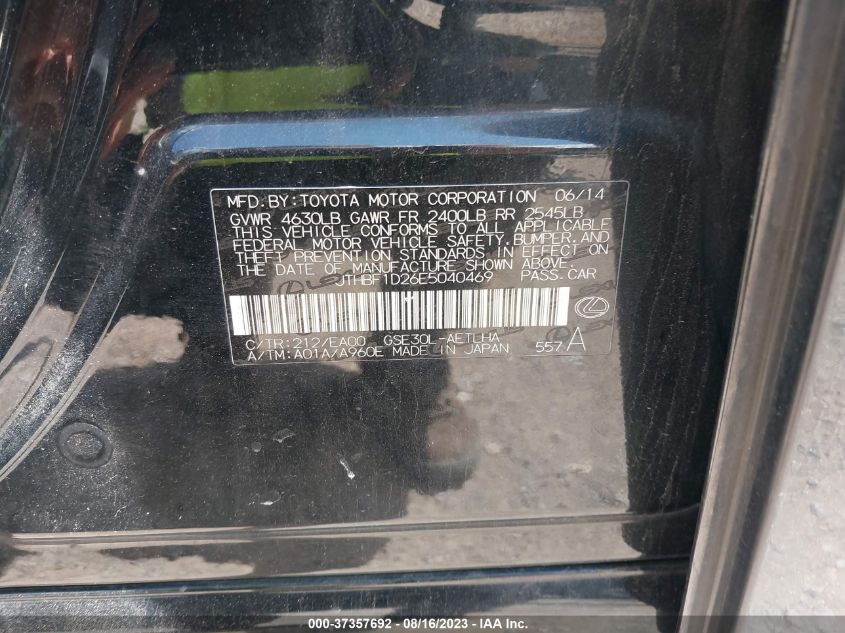 MFD.BY:TOYOTA MOTOR CORPORATION 06/14
GVWR 4630LB GAWR FR 2400LB RR 2545LB
THIS VEHICLE CONFORMS TO ALL APPLICABLE
FEDERAL MOTOR VEHICLE SAFETY,BUMPER,AND
THEFT PREVENTION STANDARDS IN EFFECT ON
THE DATE OF MANUFACTURE SHOWN ABOVE.
JTHBF1D26E5040469 PASS.CAR
C/TR:212/EA00 GSE30L-AETLHA
A/TM:A01A/A960E MADE IN JAPAN 557 A
000-37357692 - 08/16/2023 - © IAA Inc.